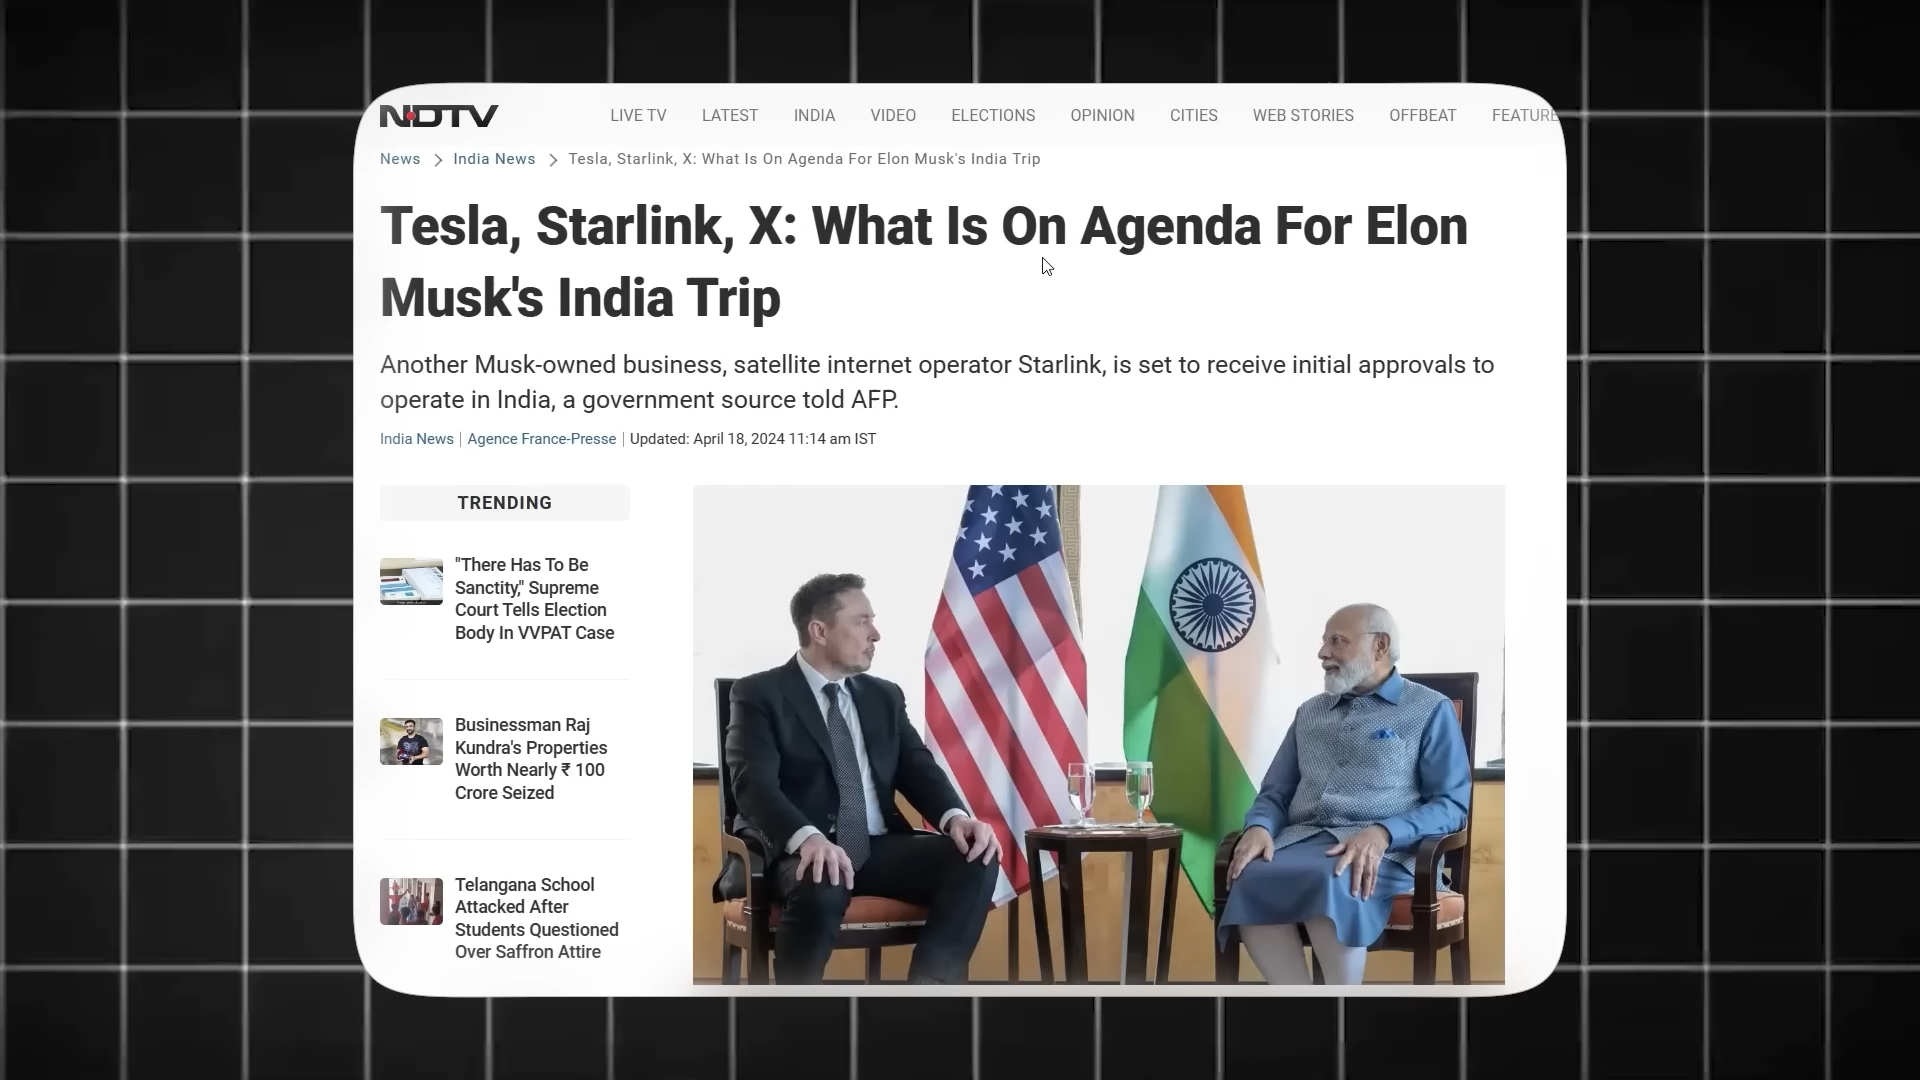 NDTV
LIVE TV LATEST INDIA VIDEO ELECTIONS OPINION CITIES WEB STORIES OFFBEAT FEATURE
News > India News > Tesla, Starlink, X: What Is On Agenda For Elon Musk's India Trip
Tesla, Starlink, X: What Is On Agenda For Elon
Musk's India Trip
Another Musk-owned business, satellite internet operator Starlink, is set to receive initial approvals to
operate in India, a government source told AFP.
India News | Agence France-Presse | Updated: April 18, 2024 11:14 am IST
TRENDING
"There Has To Be
Sanctity," Supreme
Court Tells Election
Body In VVPAT Case
Businessman Raj
Kundra's Properties
Worth Nearly ₹ 100
Crore Seized
Telangana School
Attacked After
Students Questioned
Over Saffron Attire